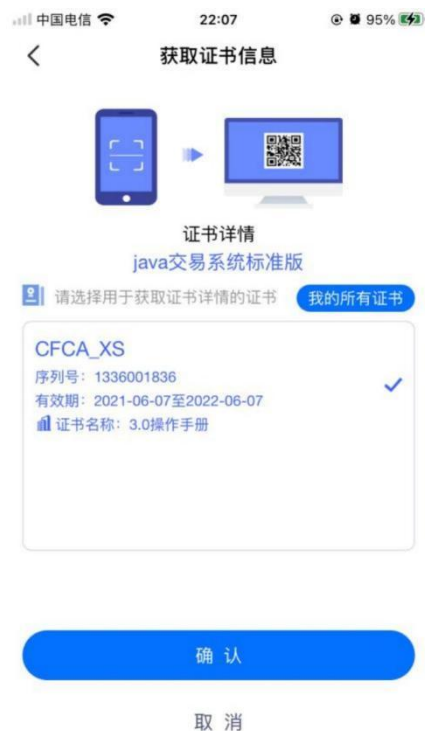 中国电信 22:07 95%
获取证书信息
证书详情
java交易系统标准版
请选择用于获取证书详情的证书 我的所有证书
CFCA_XS
序列号：1336001836
有效期：2021-06-07至2022-06-07
证书名称：3.0操作手册
确 认
取 消